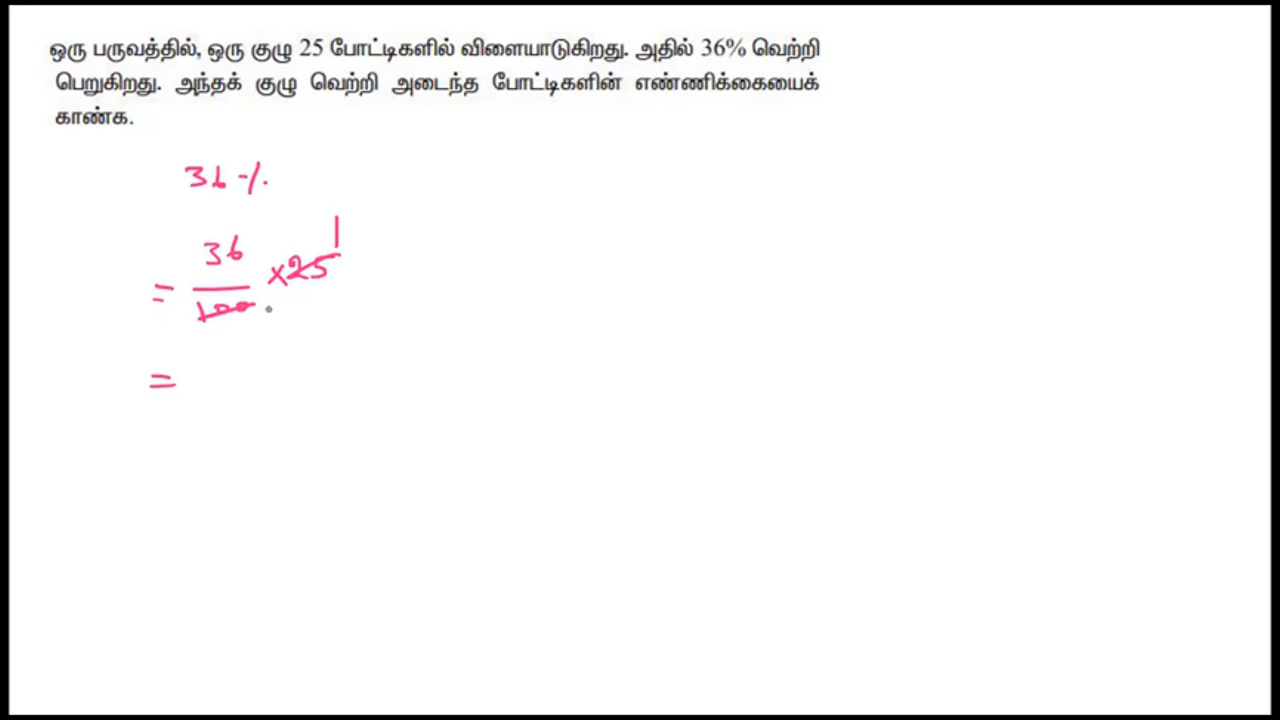 ஒரு பருவத்தில், ஒரு குழு 25 போட்டிகளில் விளையாடுகிறது. அதில் 36% வெற்றி
பெறுகிறது. அந்தக் குழு வெற்றி அடைந்த போட்டிகளின் எண்ணிக்கையைக்
காண்க.
36%
1
36
= ― × 25
100
=